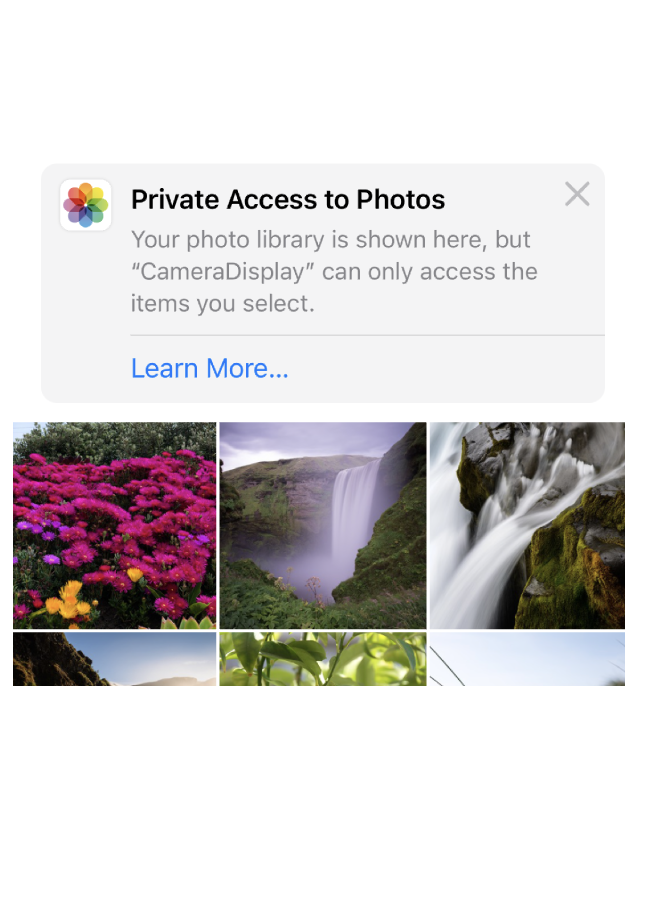 Private Access to Photos
Your photo library is shown here, but
“CameraDisplay” can only access the
items you select.
Learn More...